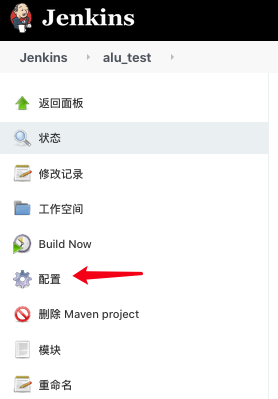 Jenkins
Jenkins alu_test
返回面板
状态
修改记录
工作空间
Build Now
配置
删除 Maven project
模块
重命名